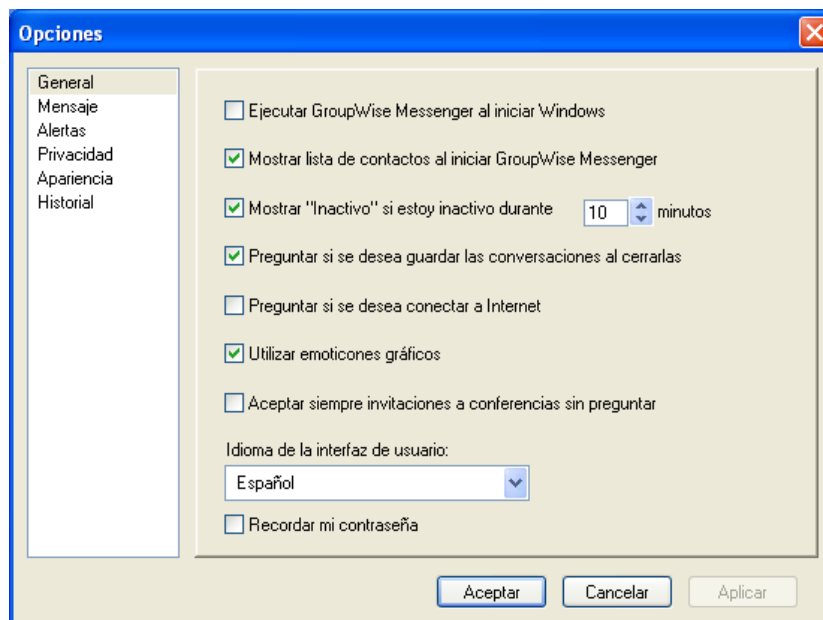 Opciones
General
Mensaje
Alertas
Privacidad
Apariencia
Historial
Ejecutar GroupWise Messenger al iniciar Windows
Mostrar lista de contactos al iniciar GroupWise Messenger
Mostrar "Inactivo" si estoy inactivo durante 10 minutos
Preguntar si se desea guardar las conversaciones al cerrarlas
Preguntar si se desea conectar a Internet
Utilizar emoticones gráficos
Aceptar siempre invitaciones a conferencias sin preguntar
Idioma de la interfaz de usuario:
Español
Recordar mi contraseña
Aceptar Cancelar Aplicar